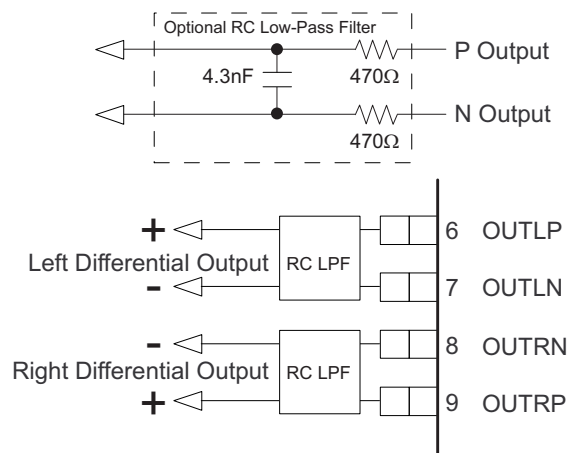 Optional RC Low-Pass Filter
P Output
4.3nF
470Ω
N Output
470Ω
+
6 OUTLP
Left Differential Output
RC LPF
-
7 OUTLN
-
8 OUTRN
Right Differential Output
RC LPF
+
9 OUTRP